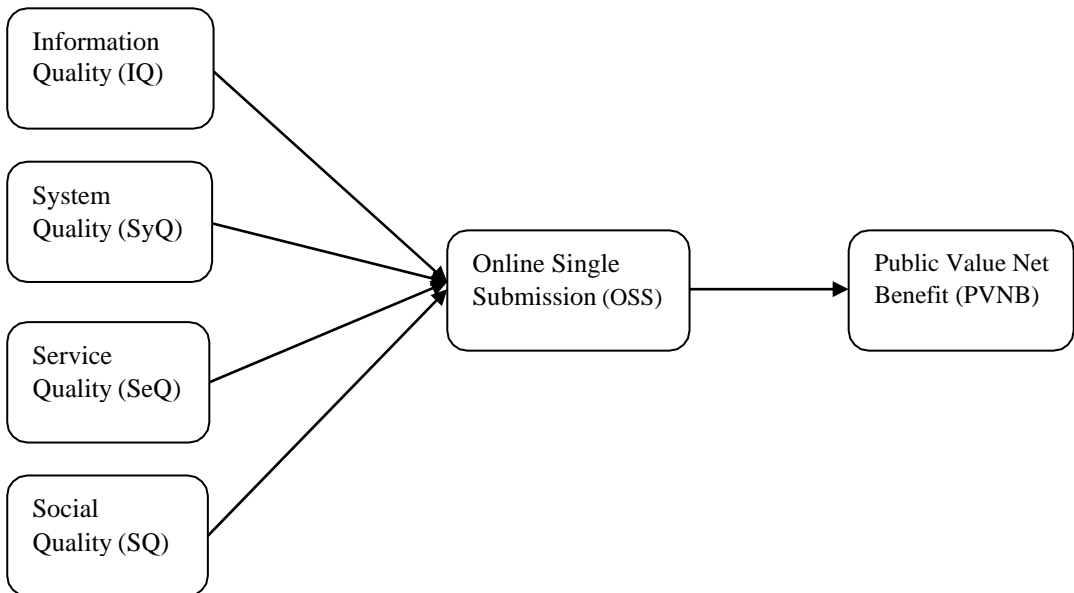 Information
Quality (IQ)
System
Quality (SyQ)
Service
Quality (SeQ)
Social
Quality (SQ)
Online Single
Submission (OSS)
Public Value Net
Benefit (PVNB)